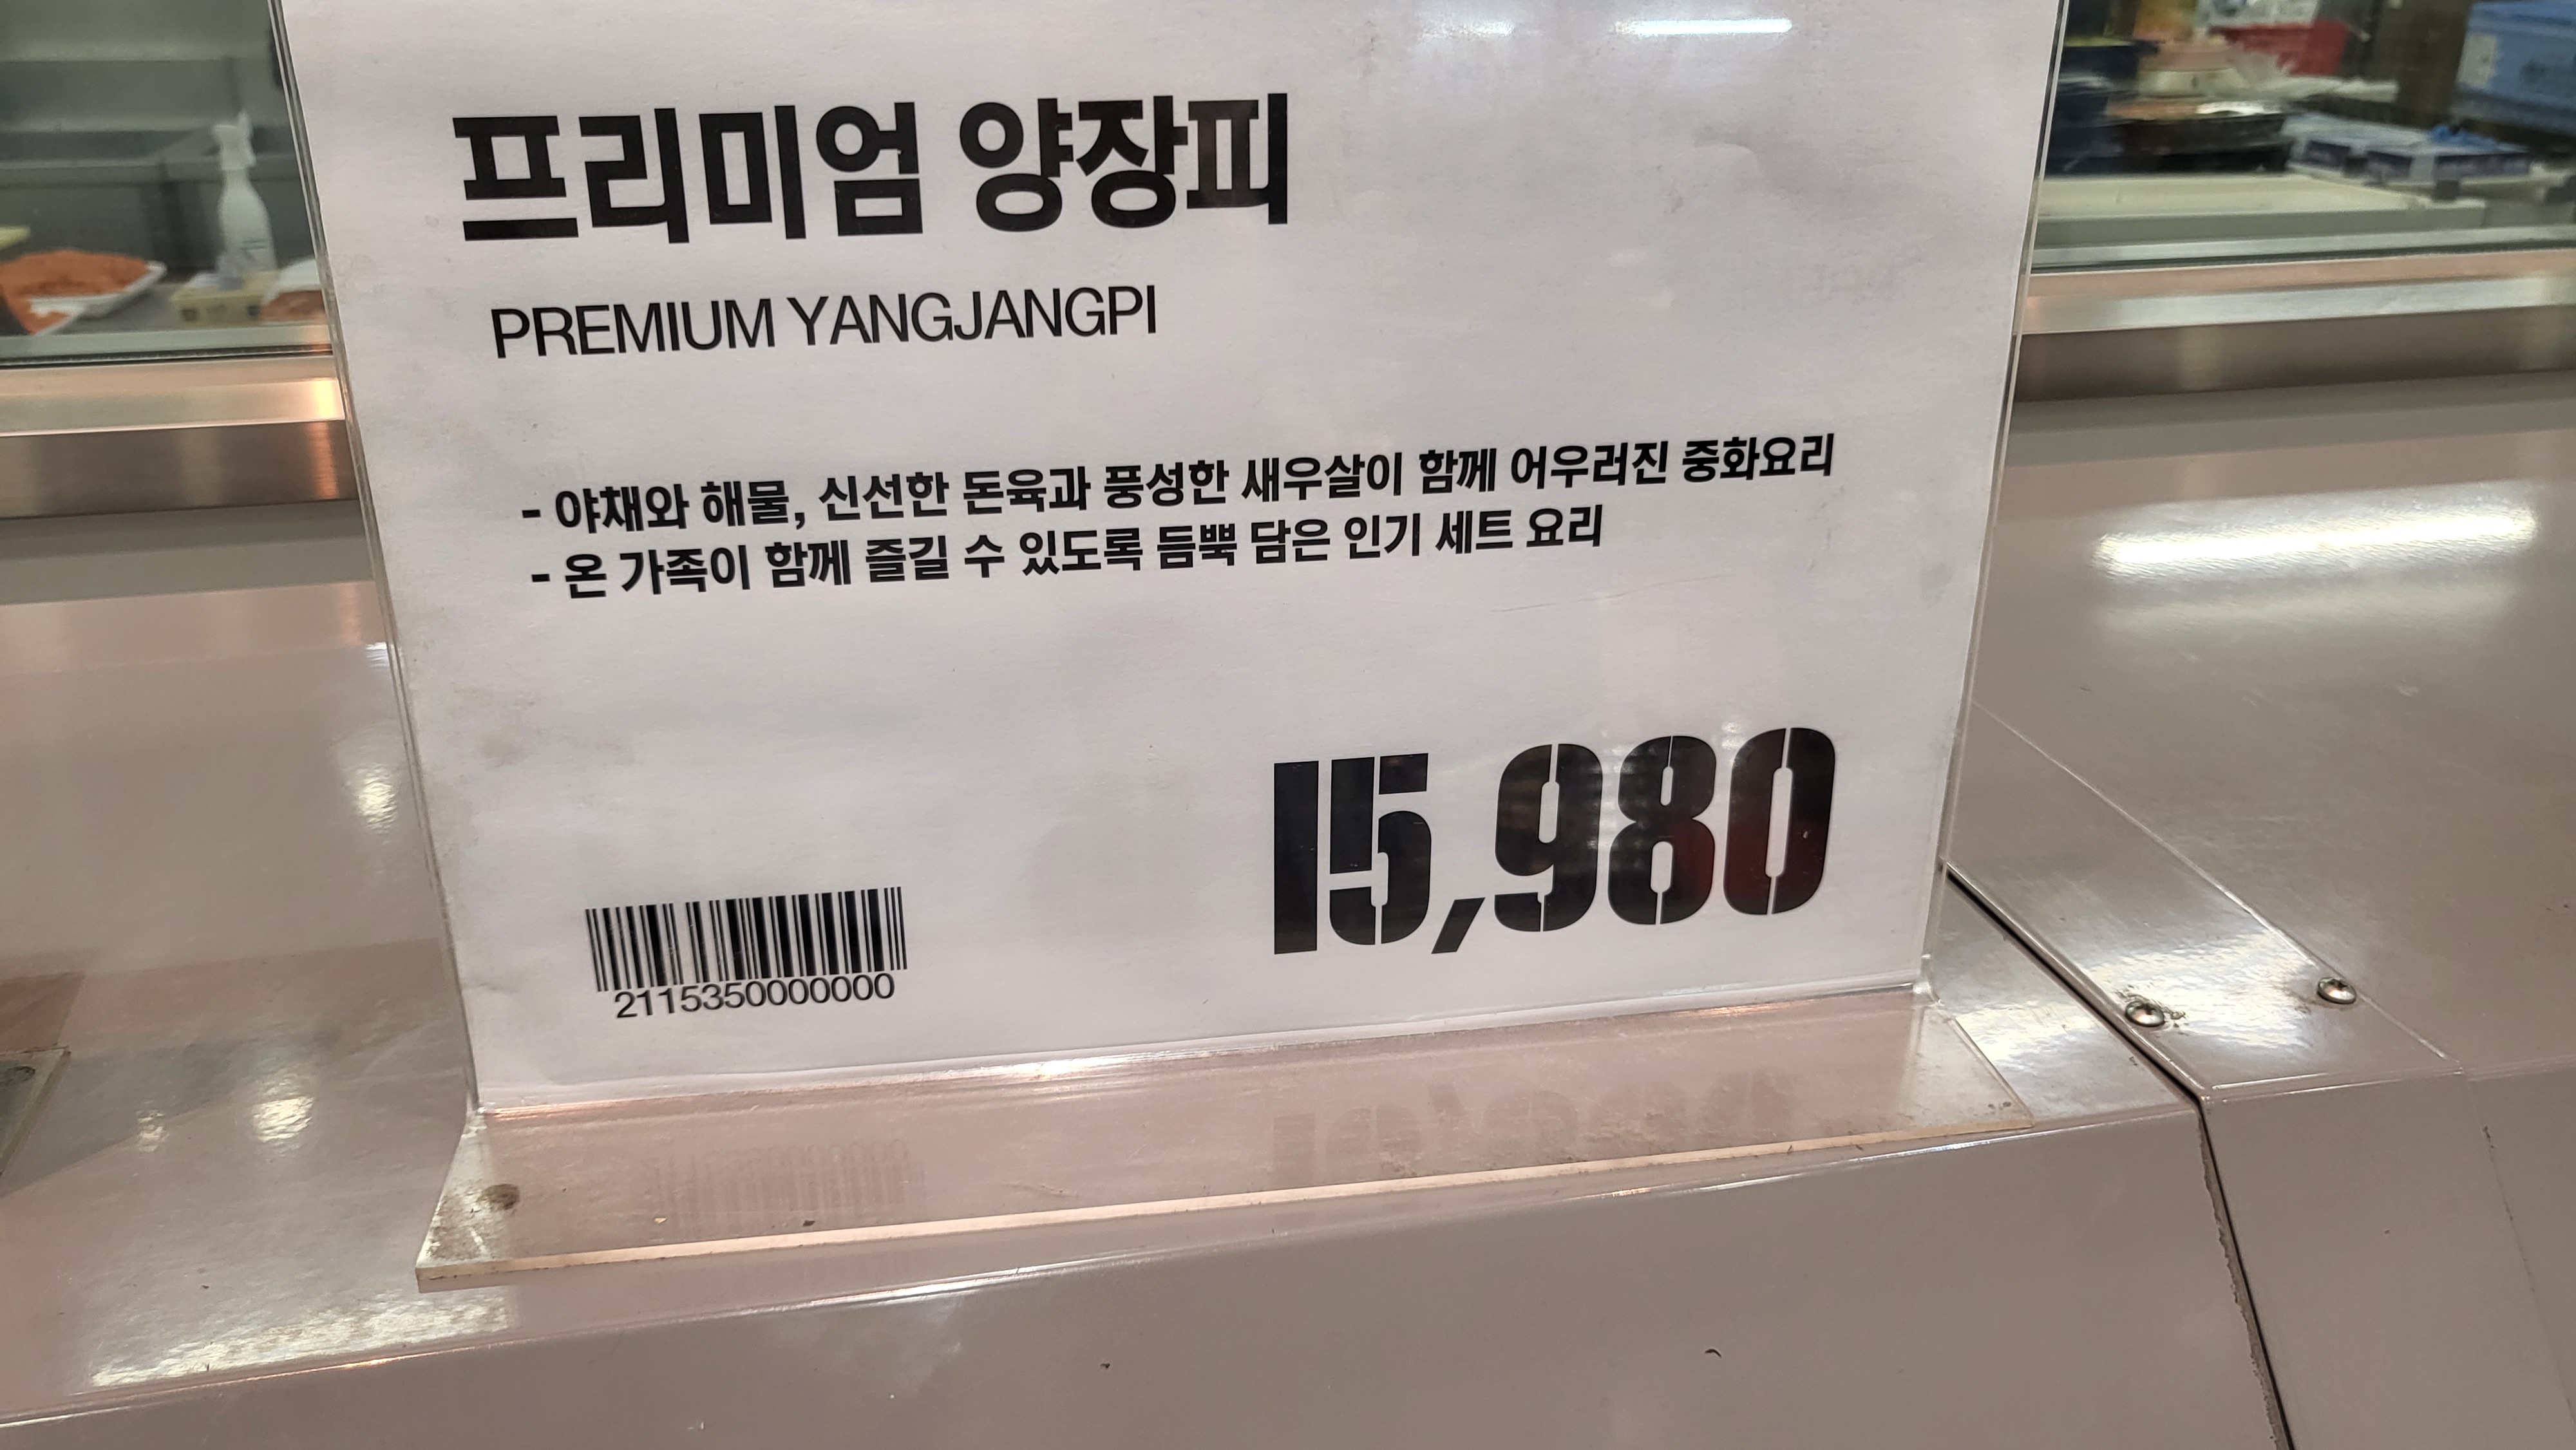 프리미엄 양장피
PREMIUM YANGJANGPI
- 야채와 해물, 신선한 돈육과 풍성한 새우살이 함께 어우러진 중화요리
- 온 가족이 함께 즐길 수 있도록 듬뿍 담은 인기 세트 요리
15,980
2115350000000